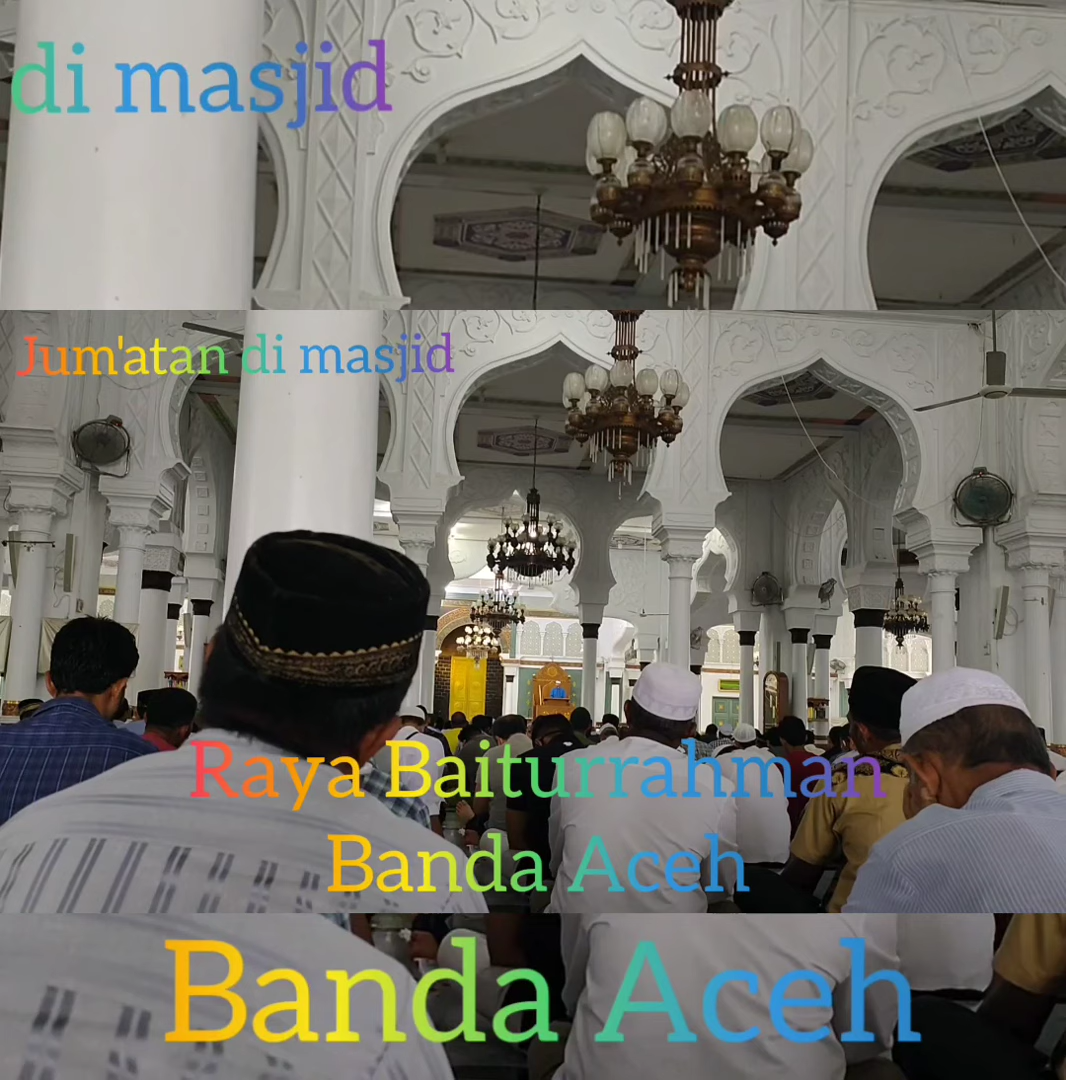 di masjid
Jum'atan di masjid
Raya Baiturrahman
Banda Aceh
Banda Aceh